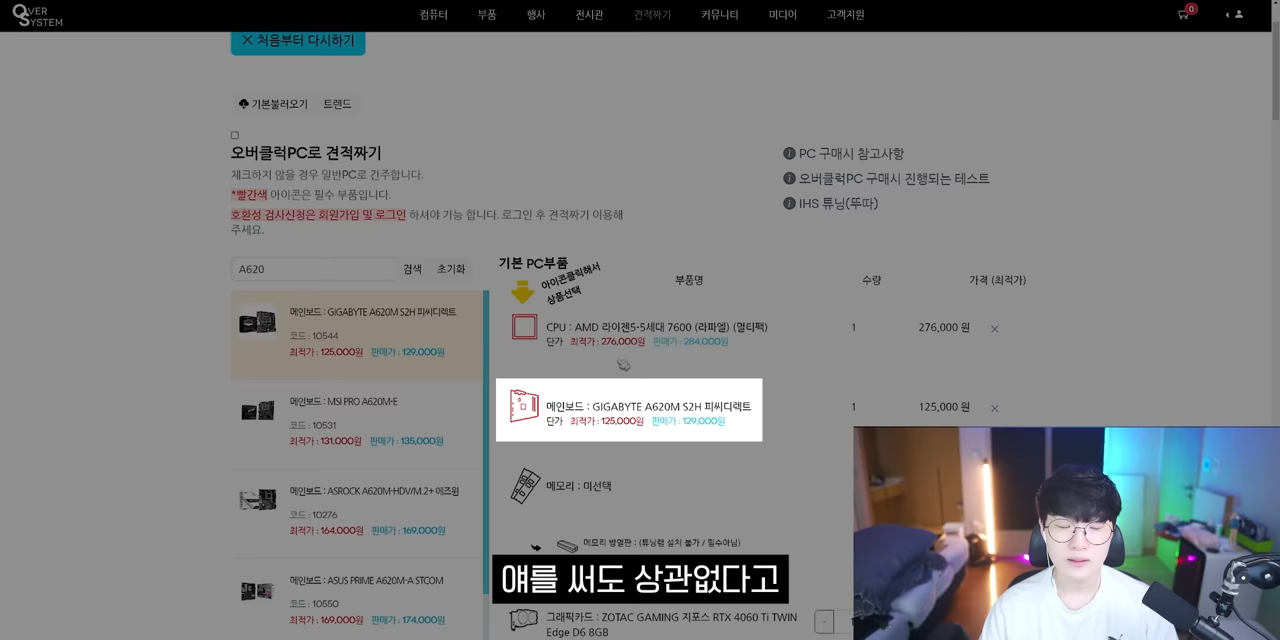 OVER SYSTEM
컴퓨터 부품 행사 전시관 견적짜기 커뮤니티 미디어 고객지원
0
처음부터 다시하기
기본불러오기 트렌드
오버클럭PC로 견적짜기
체크하지 않을 경우 일반PC로 간주합니다.
*빨간색 아이콘은 필수 부품입니다.
호환성 검사신청은 회원가입 및 로그인 하셔야 가능 합니다. 로그인 후 견적짜기 이용해
주세요.
PC 구매시 참고사항
오버클럭PC 구매시 진행되는 테스트
IHS 튜닝(뚜따)
A620 검색 초기화
메인보드 : GIGABYTE A620M S2H 피씨디렉트
코드 : 10544
최적가 : 125,000원 판매가 : 129,000원
메인보드 : MSI PRO A620M-E
코드 : 10531
최적가 : 131,000원 판매가 : 135,000원
메인보드 : ASROCK A620M-HDV/M.2+ 에즈윈
코드 : 10276
최적가 : 164,000원 판매가 : 169,000원
메인보드 : ASUS PRIME A620M-A STCOM
코드 : 10550
최적가 : 169,000원 판매가 : 174,000원
기본 PC부품
아이콘클릭해서
상품선택
부품명 수량 가격 (최적가)
CPU : AMD 라이젠5-5세대 7600 (라파엘) (멀티팩) 1 276,000 원
단가 최적가 : 276,000원 판매가 : 284,000원
메인보드 : GIGABYTE A620M S2H 피씨디렉트 1 125,000 원
단가 최적가 : 125,000원 판매가 : 129,000원
메모리 : 미선택
메모리 방열판 : (튜닝램 설치 불가 / 필수아님)
얘를 써도 상관없다고
그래픽카드 : ZOTAC GAMING 지포스 RTX 4060 Ti TWIN
Edge D6 8GB